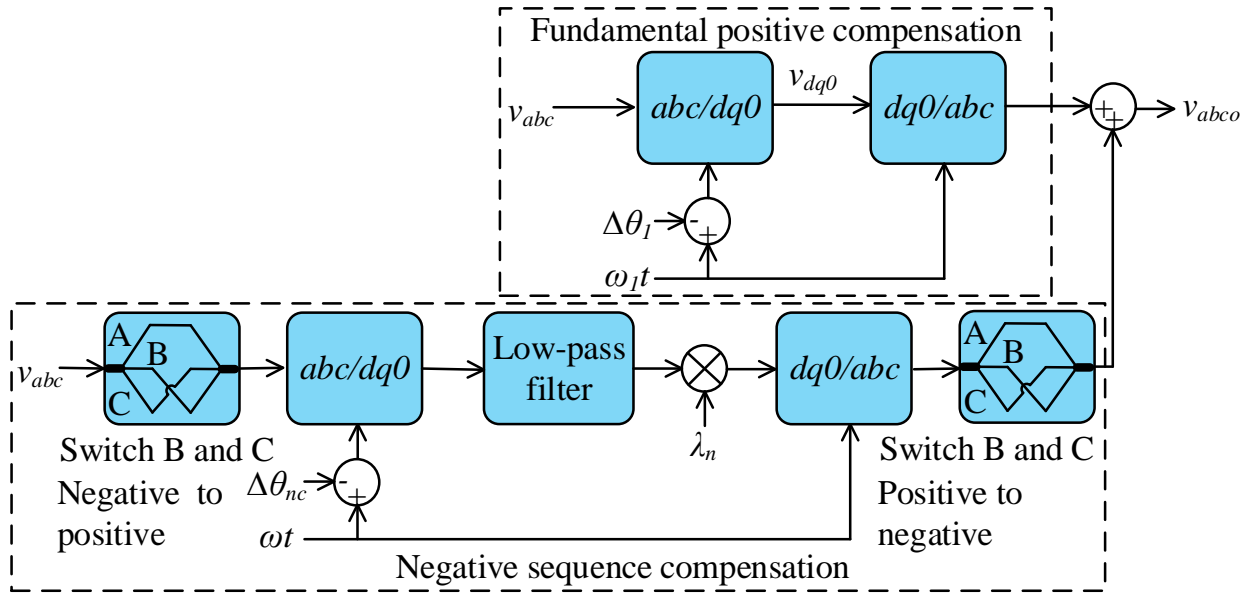 Fundamental positive compensation
v_abc
abc/dq0
v_dq0
dq0/abc
+
+
v_abco
Δθ_1
-
+
ω_1t
v_abc
A
B
C
abc/dq0
Low-pass
filter
dq0/abc
A
B
C
λ_n
Switch B and C
Negative to
positive
Δθ_nc
-
+
ωt
Switch B and C
Positive to
negative
Negative sequence compensation